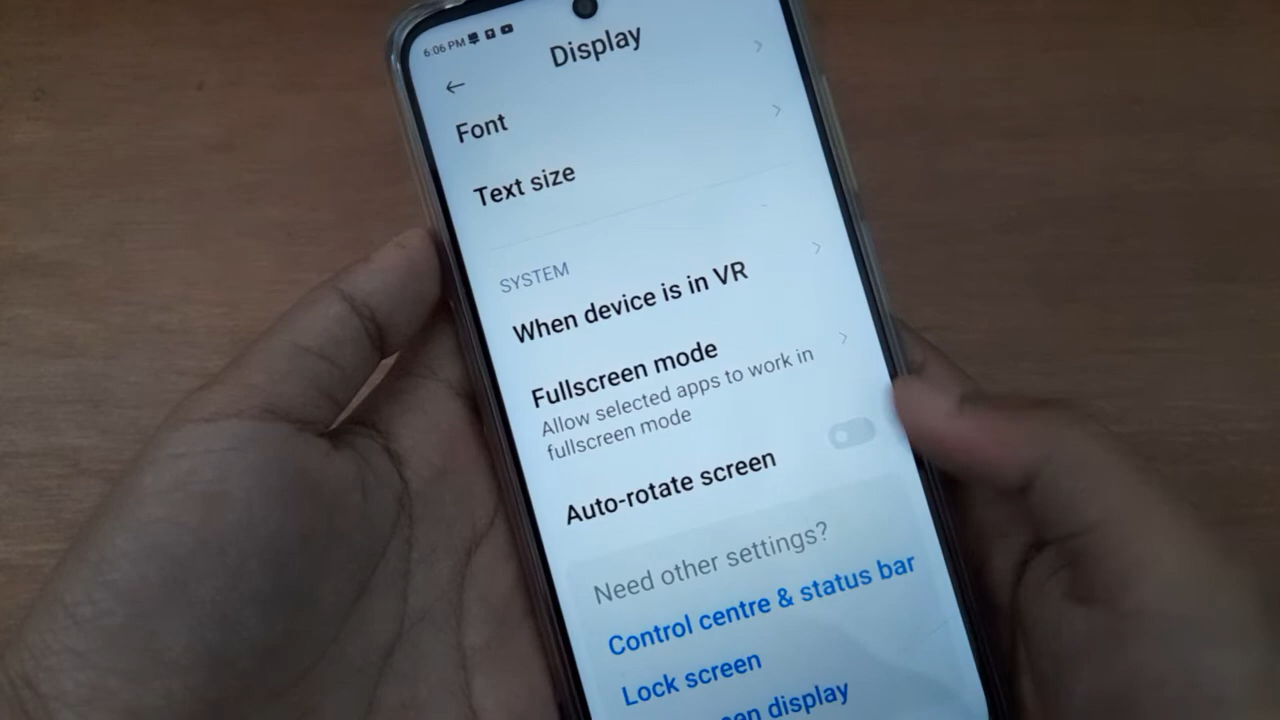 6:06 PM
Display
Font
Text size
SYSTEM
When device is in VR
Fullscreen mode
Allow selected apps to work in
fullscreen mode
Auto-rotate screen
Need other settings?
Control centre & status bar
Lock screen
display